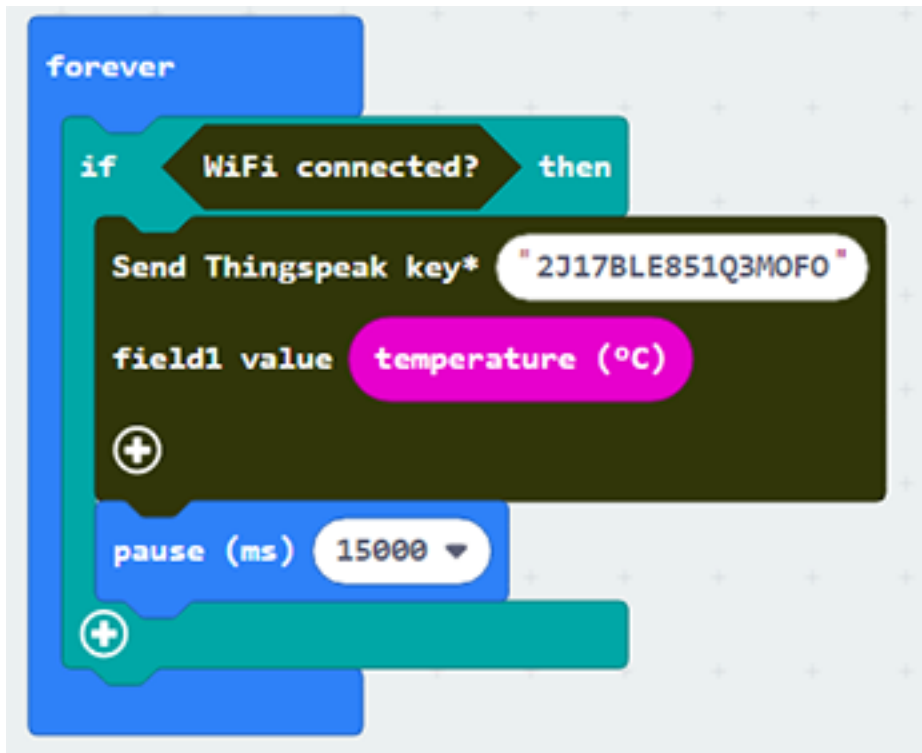 forever
if WiFi connected? then
Send Thingspeak key* "2J17BLE851Q3MOFO"
field1 value temperature (°C)
pause (ms) 15000